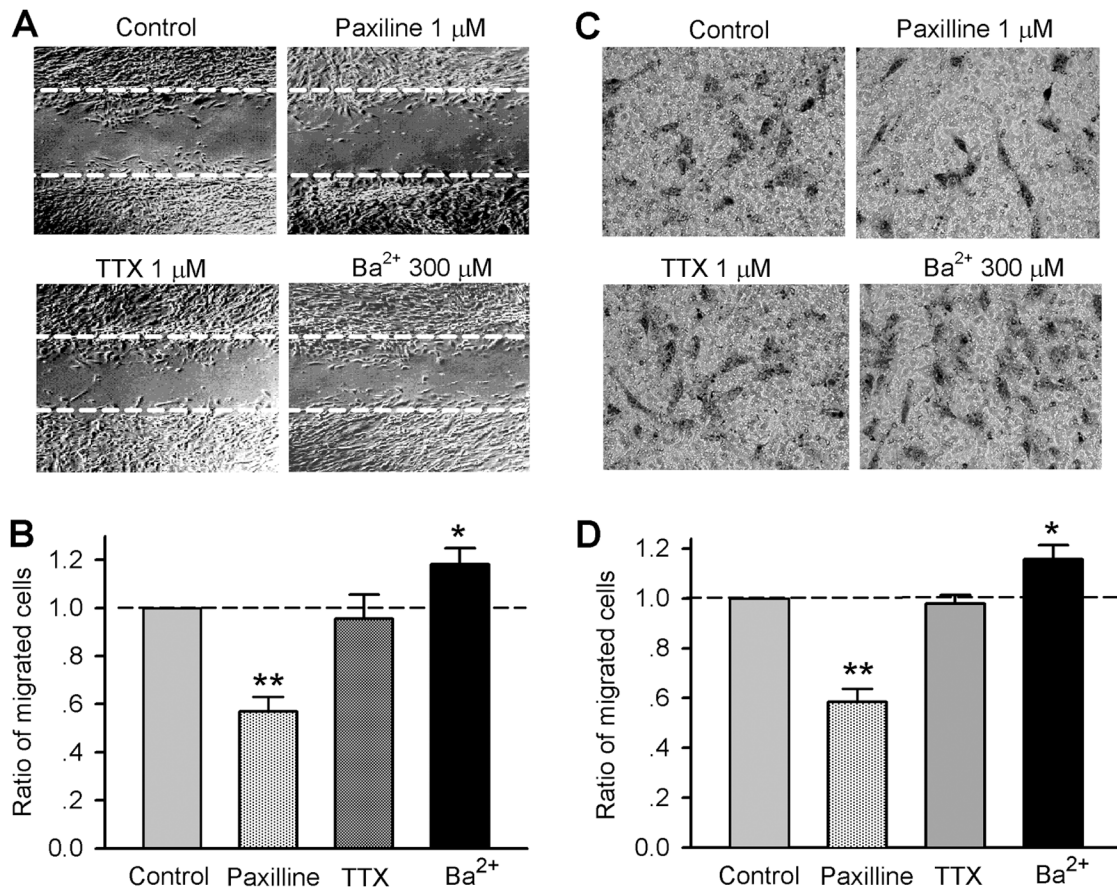 A
Control
Paxiline 1 μM
TTX 1 μM
Ba²⁺ 300 μM
C
Control
Paxilline 1 μM
TTX 1 μM
Ba²⁺ 300 μM
B
Ratio of migrated cells
*
1.2
1.0
.8
**
.6
.4
.2
0.0
Control Paxilline TTX Ba²⁺
D
Ratio of migrated cells
*
1.2
1.0
.8
**
.6
.4
.2
0.0
Control Paxilline TTX Ba²⁺